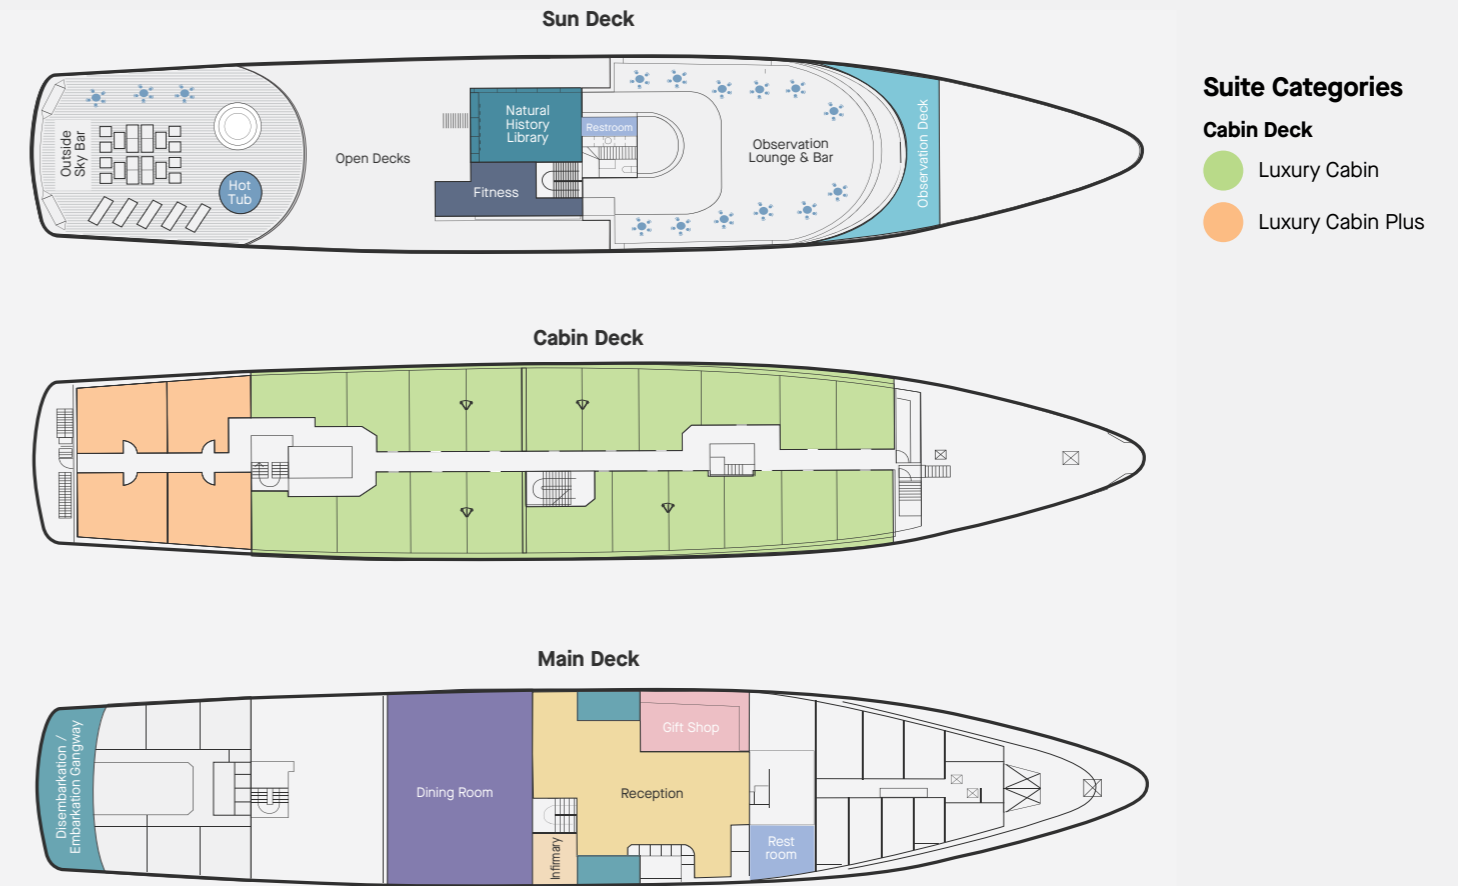 Sun Deck
Outside
Sky Bar
Hot
Tub
Open Decks
Natural
History
Library
Restroom
Fitness
Observation
Lounge & Bar
Observation Deck
Suite Categories
Cabin Deck
Luxury Cabin
Luxury Cabin Plus
Cabin Deck
Main Deck
Disembarkation /
Embarkation Gangway
Dining Room
Infirmary
Reception
Gift Shop
Rest
room